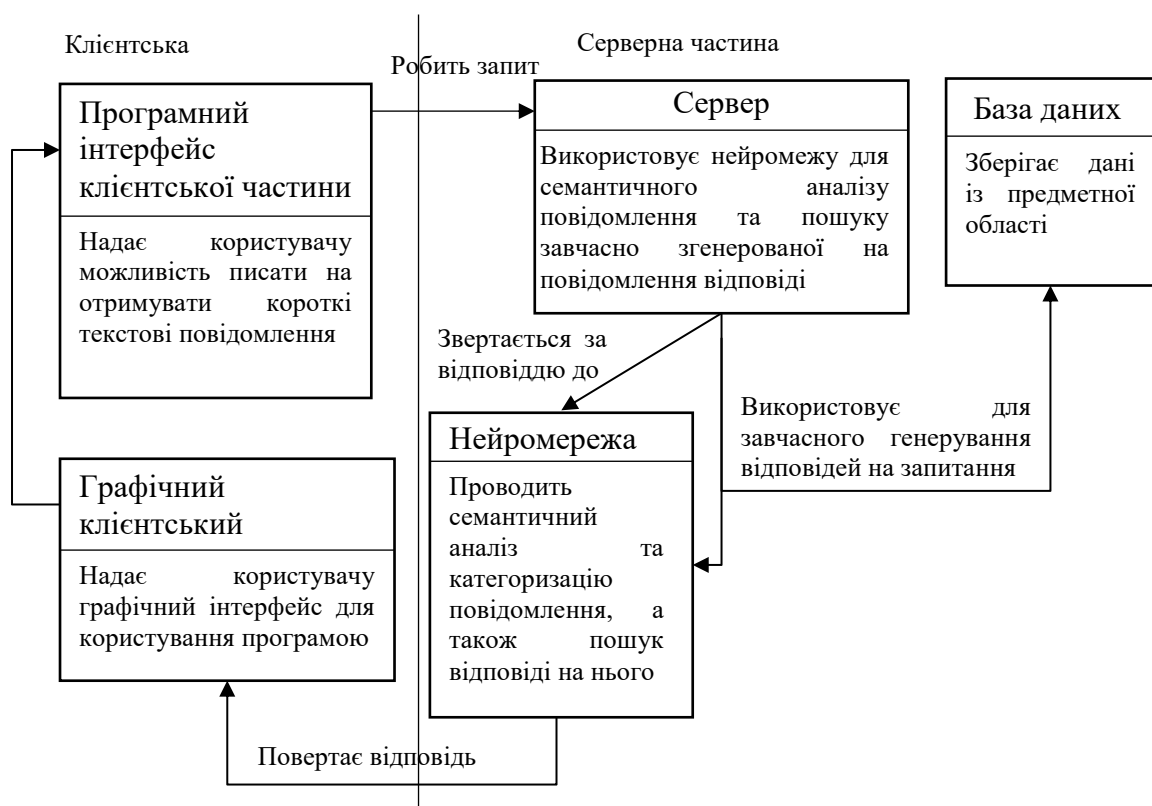 Клієнтська
Серверна частина
Робить запит
Програмний
інтерфейс
клієнтської частини
Надає користувачу
можливість писати на
отримувати короткі
текстові повідомлення
Сервер
Використовує нейромежу для
семантичного аналізу
повідомлення та пошуку
завчасно згенерованої на
повідомлення відповіді
База даних
Зберігає дані
із предметної
області
Звертається за
відповіддю до
Використовує для
завчасного генерування
відповідей на запитання
Нейромережа
Проводить
семантичний
аналіз та
категоризацію
повідомлення, а
також пошук
відповіді на нього
Графічний
клієнтський
Надає користувачу
графічний інтерфейс для
користування програмою
Повертає відповідь